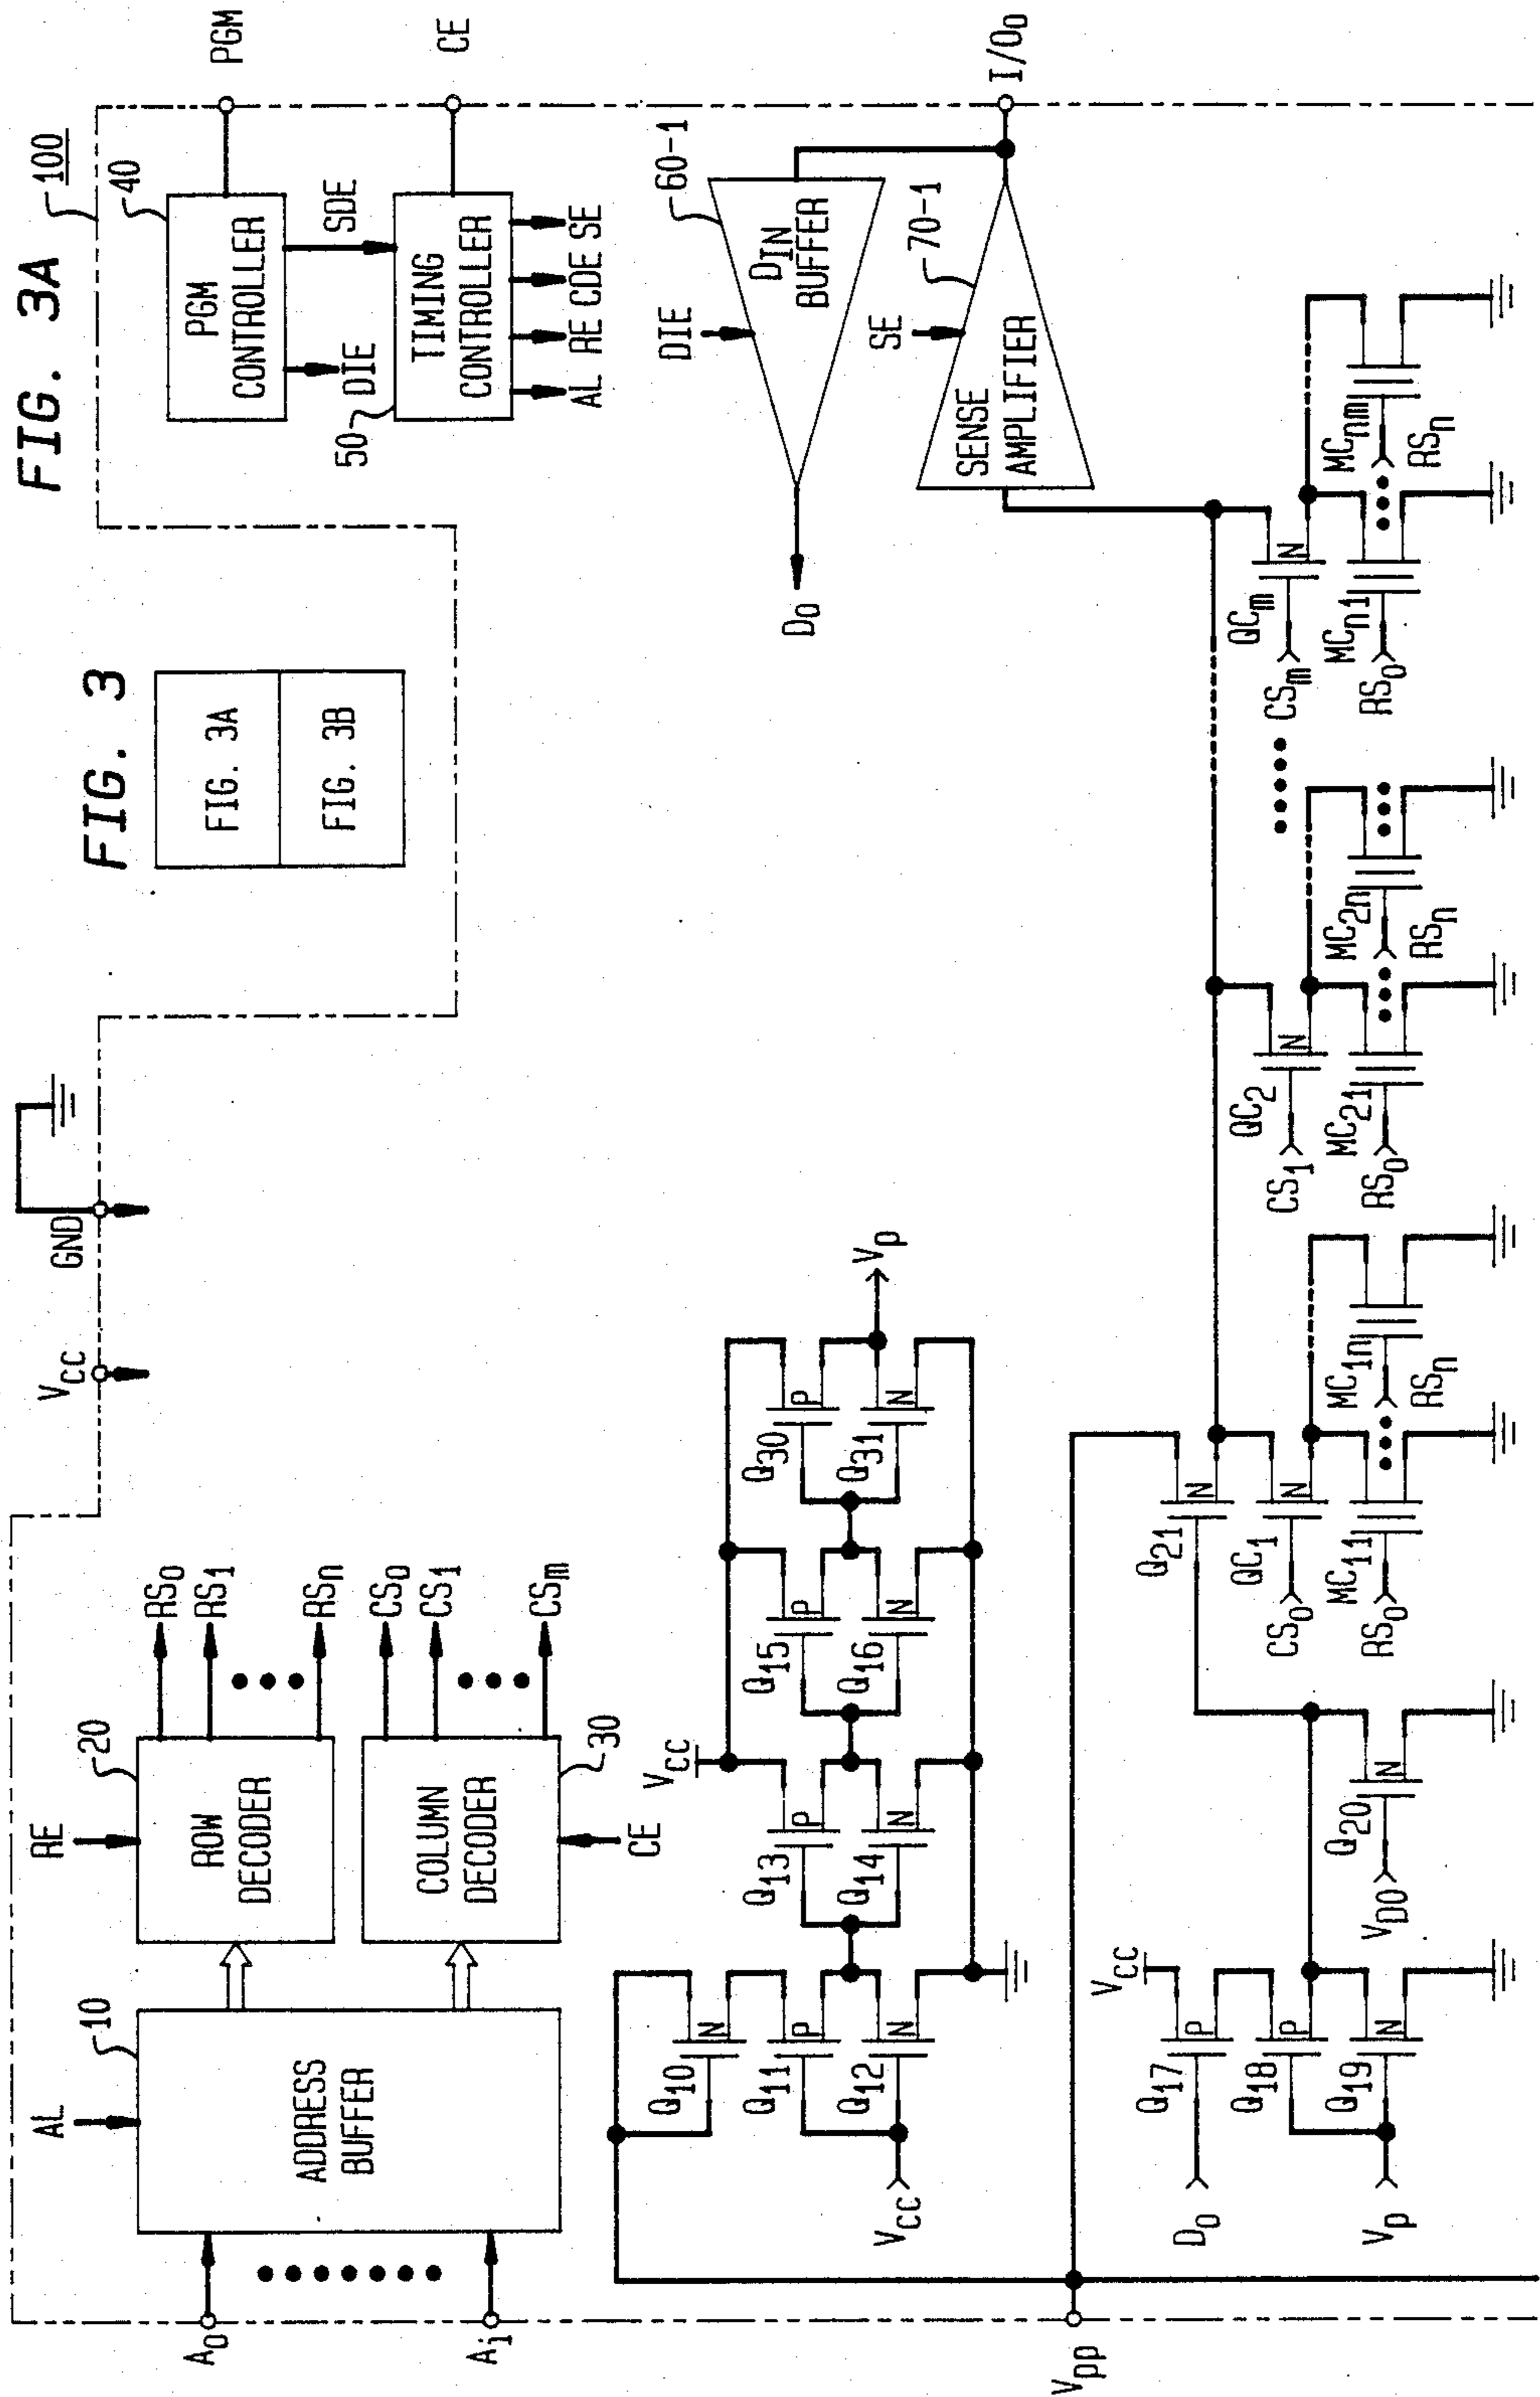 FIG. 3A
FIG. 3
FIG. 3A
FIG. 3B
100
VCC
GND
PGM
CE
40
PGM
CONTROLLER
DIE
SDE
50
TIMING
CONTROLLER
AL RE CDE SE
A0
Ai
AL
10
ADDRESS
BUFFER
RE
20
ROW
DECODER
RS0
RS1
RSn
COLUMN
DECODER
30
CE
CS0
CS1
CSm
DIE
60-1
DIN
BUFFER
D0
SE
70-1
SENSE
AMPLIFIER
I/O0
VCC
Q10
N
Q11
P
Q12
N
VCC
Q13
P
Q14
N
Q15
P
Q16
N
Q30
P
Q31
N
Vp
Vpp
VCC
D0
Q17
P
Q18
P
Q19
N
Vp
VD0
Q20
N
Q21
N
QC1
N
CS0
MC11
RS0
MC1n
RSn
QC2
N
CS1
MC21
RS0
MC2n
RSn
QCm
N
CSm
MCn1
RS0
MCnm
RSn